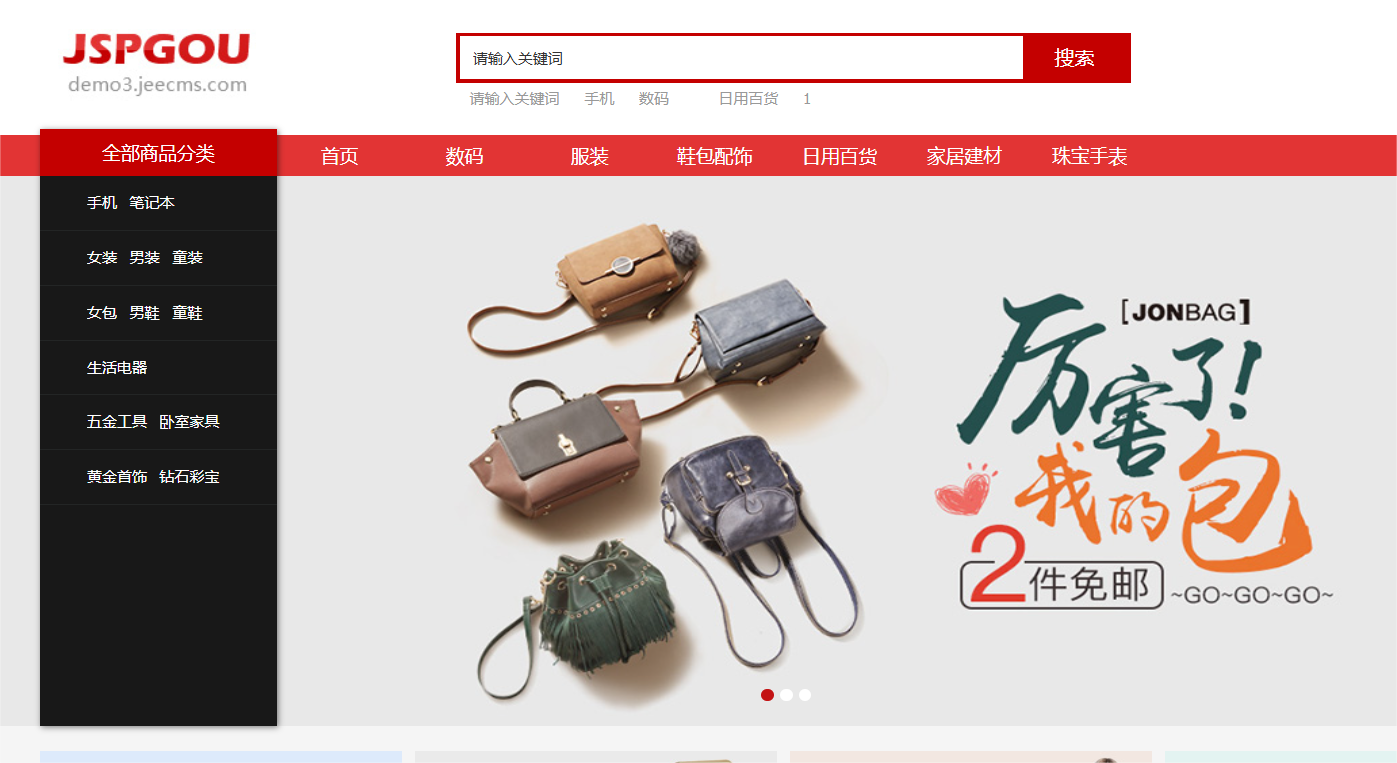 JSPGOU
demo3.jeecms.com
请输入关键词
搜索
请输入关键词 手机 数码 日用百货 1
全部商品分类
首页 数码 服装 鞋包配饰 日用百货 家居建材 珠宝手表
手机 笔记本
女装 男装 童装
女包 男鞋 童鞋
生活电器
五金工具 卧室家具
黄金首饰 钻石彩宝
[JONBAG]
厉害了!
我的包
2件免邮 ~GO~GO~GO~